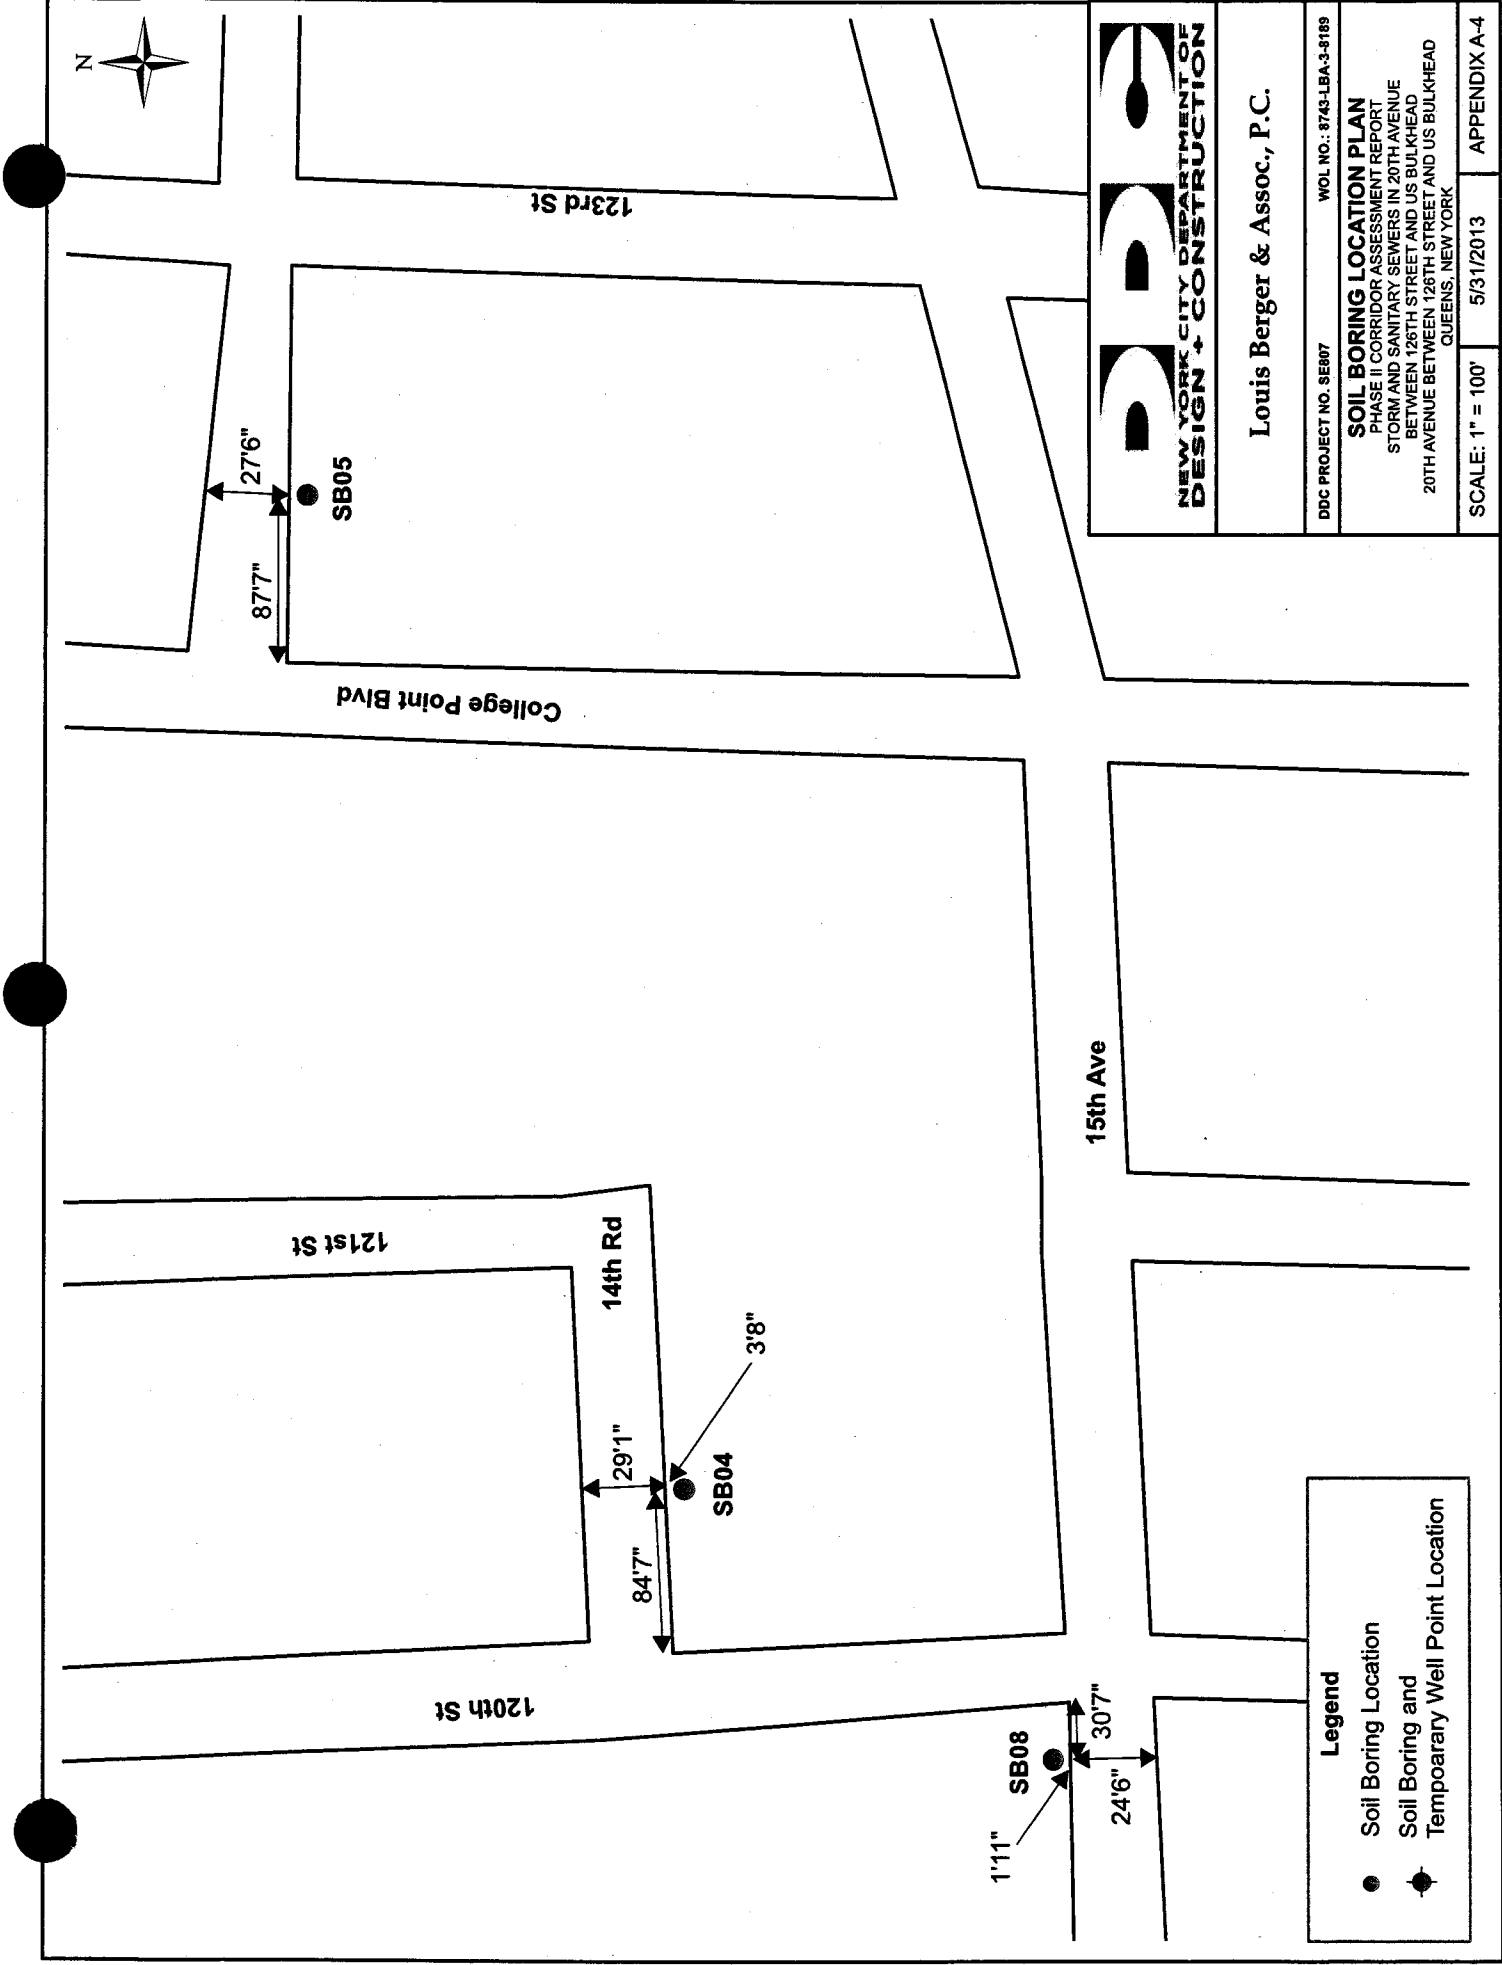 N
123rd St
27'6"
SB05
87'7"
College Point Blvd
121st St
14th Rd
3'8"
29'1"
SB04
84'7"
15th Ave
120th St
SB08
30'7"
24'6"
1'11"
Legend
Soil Boring Location
Soil Boring and
Tempoarary Well Point Location
NEW YORK CITY DEPARTMENT OF
DESIGN + CONSTRUCTION
Louis Berger & Assoc., P.C.
DDC PROJECT NO. SE807
WOL NO.: 8743-LBA-3-8189
SOIL BORING LOCATION PLAN
PHASE II CORRIDOR ASSESSMENT REPORT
STORM AND SANITARY SEWERS IN 20TH AVENUE
BETWEEN 126TH STREET AND US BULKHEAD
20TH AVENUE BETWEEN 126TH STREET AND US BULKHEAD
QUEENS, NEW YORK
SCALE: 1" = 100'
5/31/2013
APPENDIX A-4